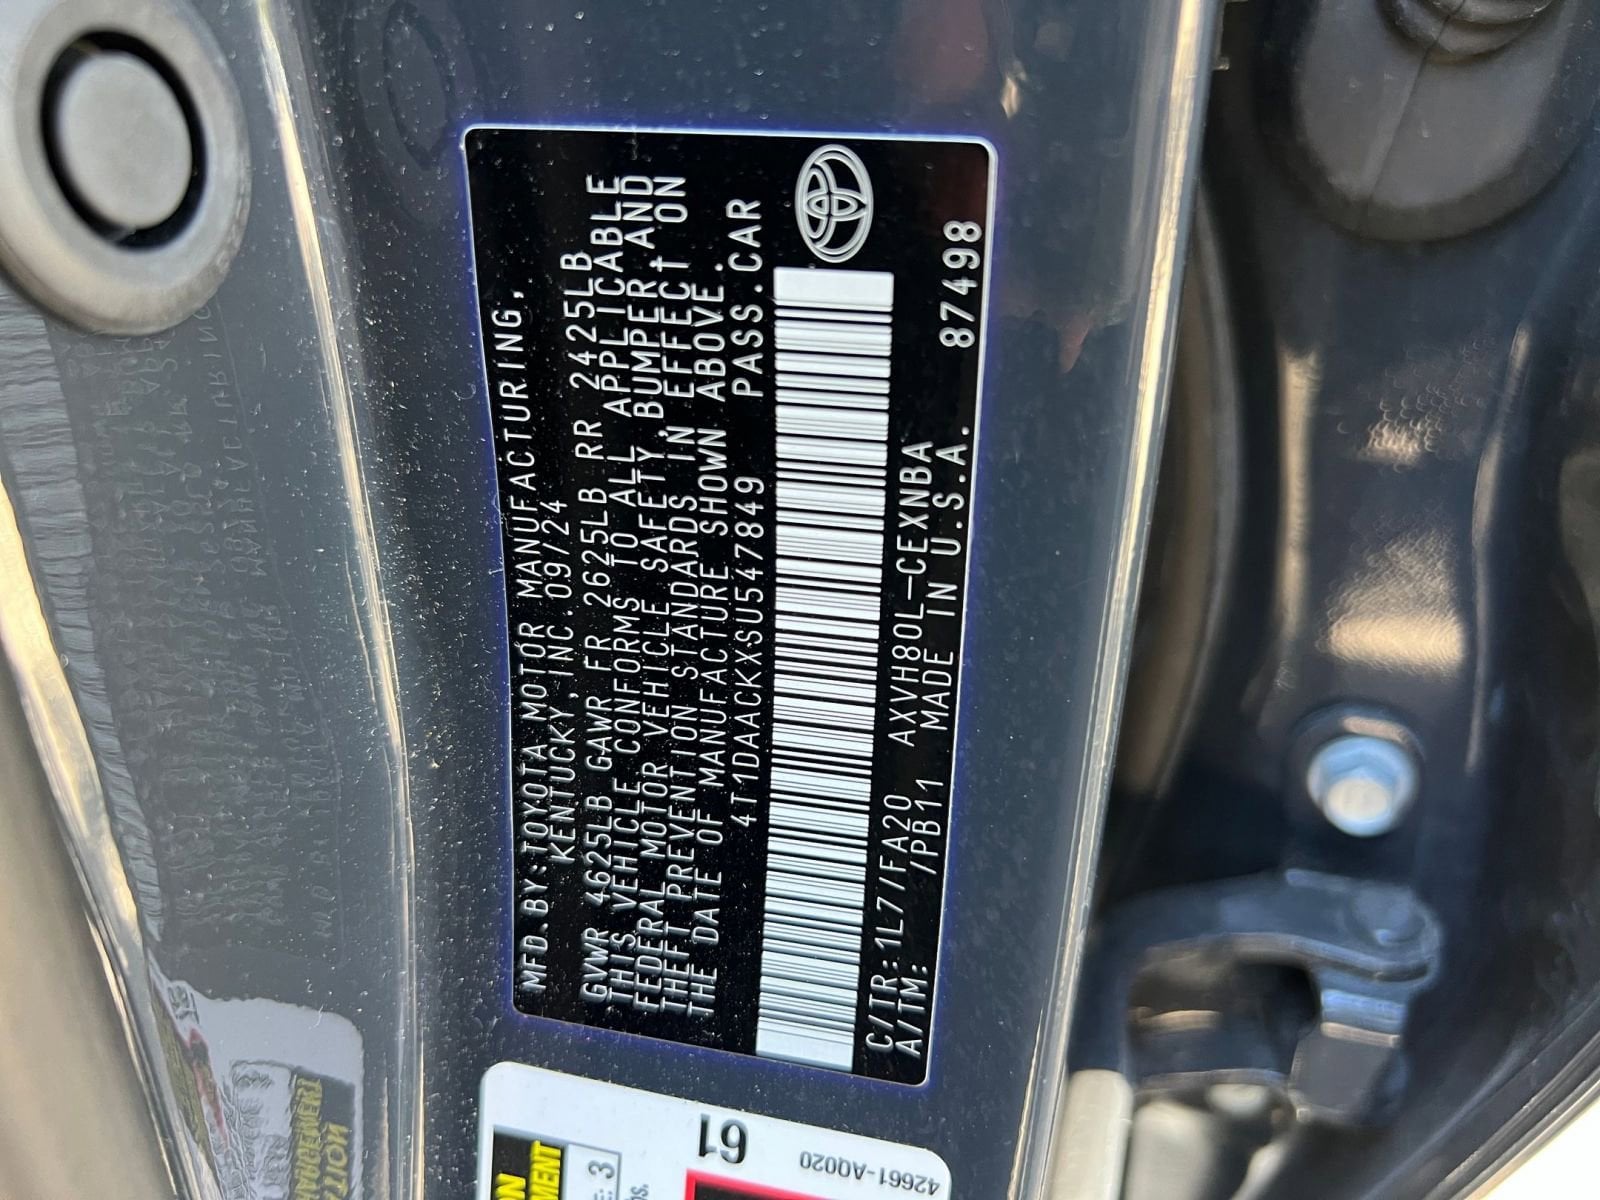 MFD.BY:TOYOTA MOTOR MANUFACTURING,
KENTUCKY,INC.09/24
GVWR 4625LB GAWR FR 2625LB RR 2425LB
THIS VEHICLE CONFORMS TO ALL APPLICABLE
FEDERAL MOTOR VEHICLE SAFETY,BUMPER,AND
THEFT PREVENTION STANDARDS IN EFFECT ON
THE DATE OF MANUFACTURE SHOWN ABOVE.
4T1DAACKXSU547849 PASS.CAR
C/TR:1L7/FA20 AXVH80L-CEXNBA
A/TM: /PB11 MADE IN U.S.A. 87498
61
42661-AQ020
3